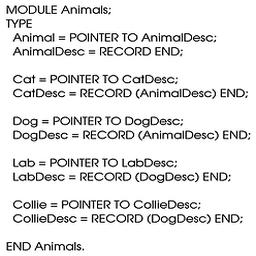 MODULE Animals;
TYPE
Animal = POINTER TO AnimalDesc;
AnimalDesc = RECORD END;
Cat = POINTER TO CatDesc;
CatDesc = RECORD (AnimalDesc) END;
Dog = POINTER TO DogDesc;
DogDesc = RECORD (AnimalDesc) END;
Lab = POINTER TO LabDesc;
LabDesc = RECORD (DogDesc) END;
Collie = POINTER TO CollieDesc;
CollieDesc = RECORD (DogDesc) END;
END Animals.